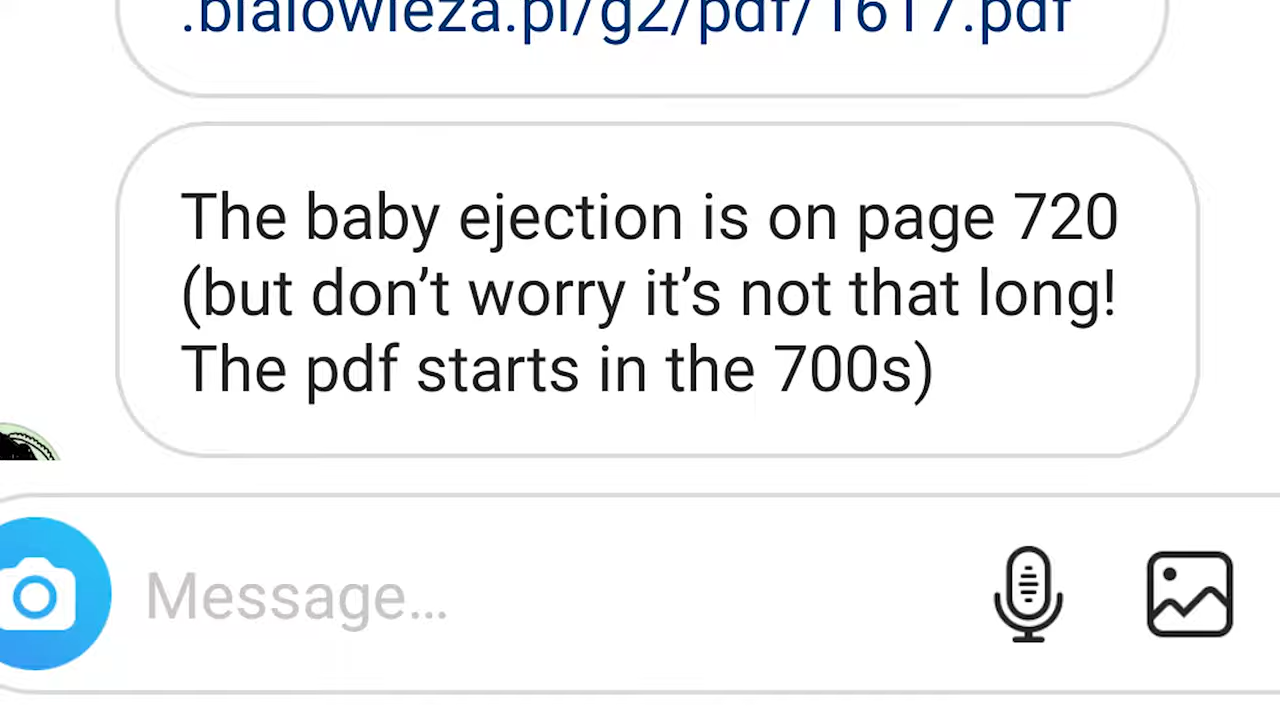 .bialowieza.pl/g2/pdf/1617.pdf
The baby ejection is on page 720
(but don’t worry it’s not that long!
The pdf starts in the 700s)
Message...